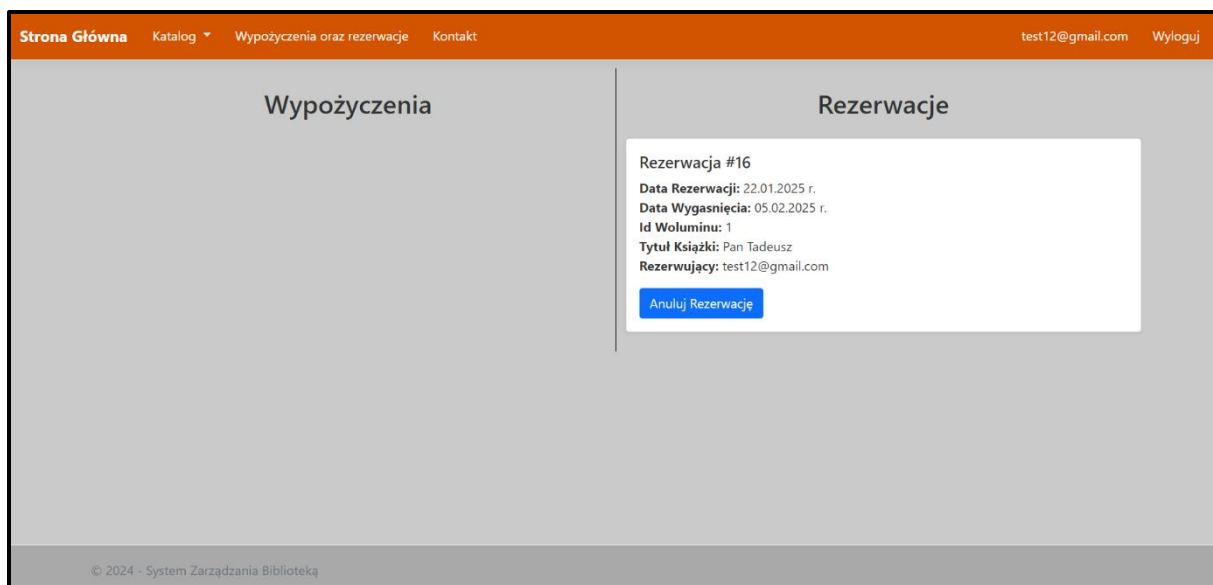 Strona Główna Katalog Wypożyczenia oraz rezerwacje Kontakt test12@gmail.com Wyloguj
Wypożyczenia
Rezerwacje
Rezerwacja #16
Data Rezerwacji: 22.01.2025 r.
Data Wygasnięcia: 05.02.2025 r.
Id Woluminu: 1
Tytuł Książki: Pan Tadeusz
Rezerwujący: test12@gmail.com
Anuluj Rezerwację
© 2024 - System Zarządzania Biblioteką